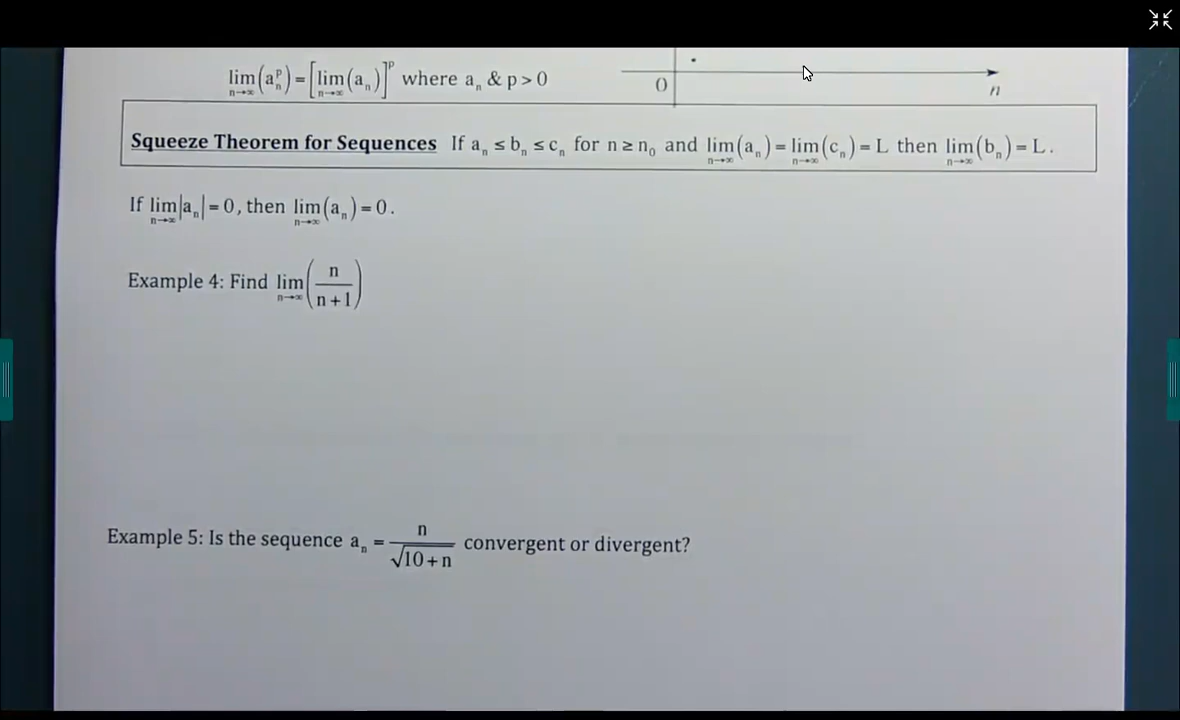 lim n→∞ (a_n^p) = [lim n→∞ (a_n)]^p where a_n & p > 0
0
n
Squeeze Theorem for Sequences If a_n ≤ b_n ≤ c_n for n ≥ n_0 and lim n→∞ (a_n) = lim n→∞ (c_n) = L then lim n→∞ (b_n) = L.
If lim n→∞ |a_n| = 0, then lim n→∞ (a_n) = 0.
Example 4: Find lim n→∞ (n/(n+1))
Example 5: Is the sequence a_n = n/√(10+n) convergent or divergent?